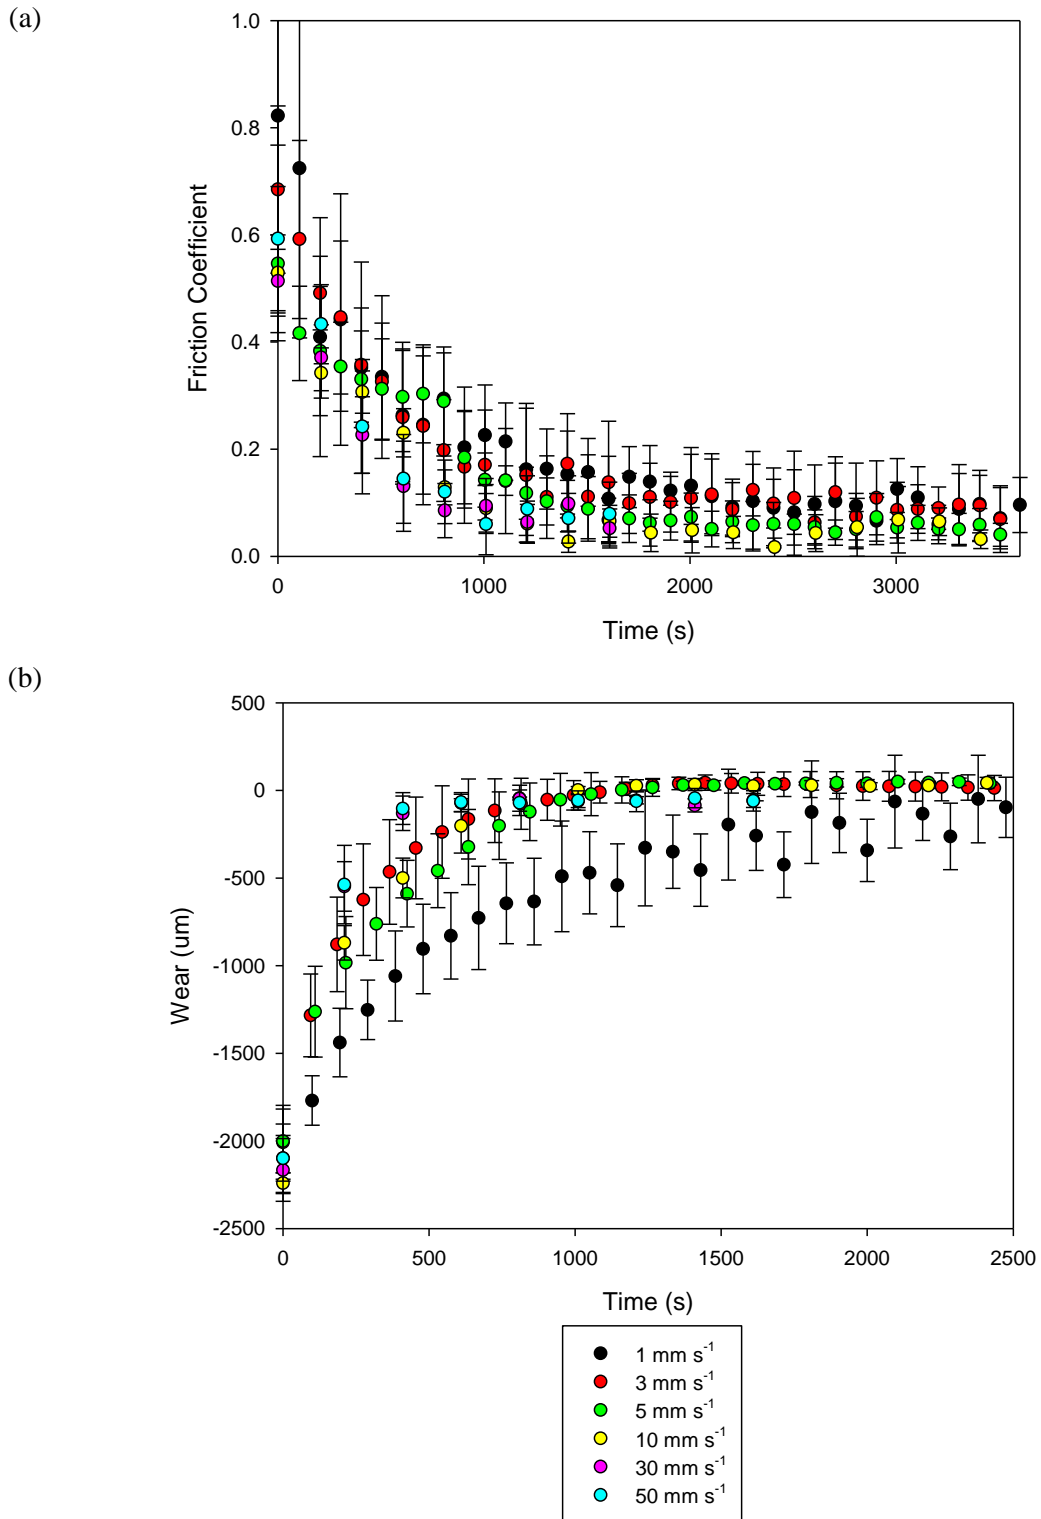 (a)
1.0
0.8
0.6
0.4
0.2
0.0
Friction Coefficient
0 1000 2000 3000
Time (s)
(b)
500
0
-500
-1000
-1500
-2000
-2500
Wear (um)
0 500 1000 1500 2000 2500
Time (s)
1 mm s-1
3 mm s-1
5 mm s-1
10 mm s-1
30 mm s-1
50 mm s-1